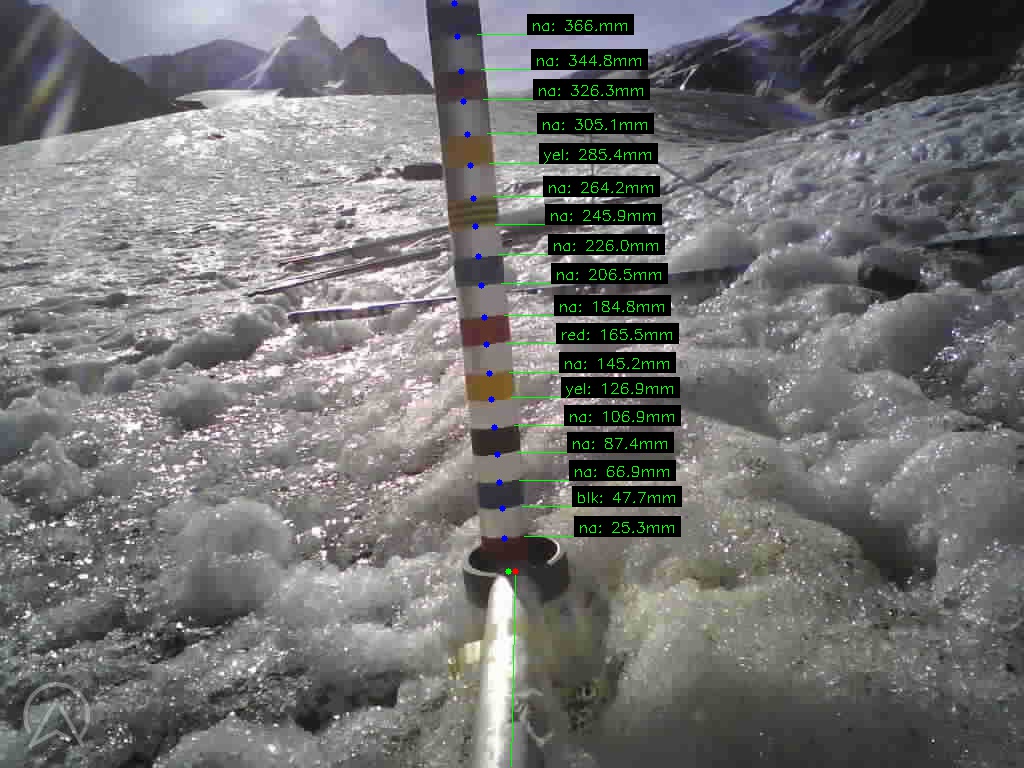 na: 366.mm
na: 344.8mm
na: 326.3mm
na: 305.1mm
yel: 285.4mm
na: 264.2mm
na: 245.9mm
na: 226.0mm
na: 206.5mm
na: 184.8mm
red: 165.5mm
na: 145.2mm
yel: 126.9mm
na: 106.9mm
na: 87.4mm
na: 66.9mm
blk: 47.7mm
na: 25.3mm